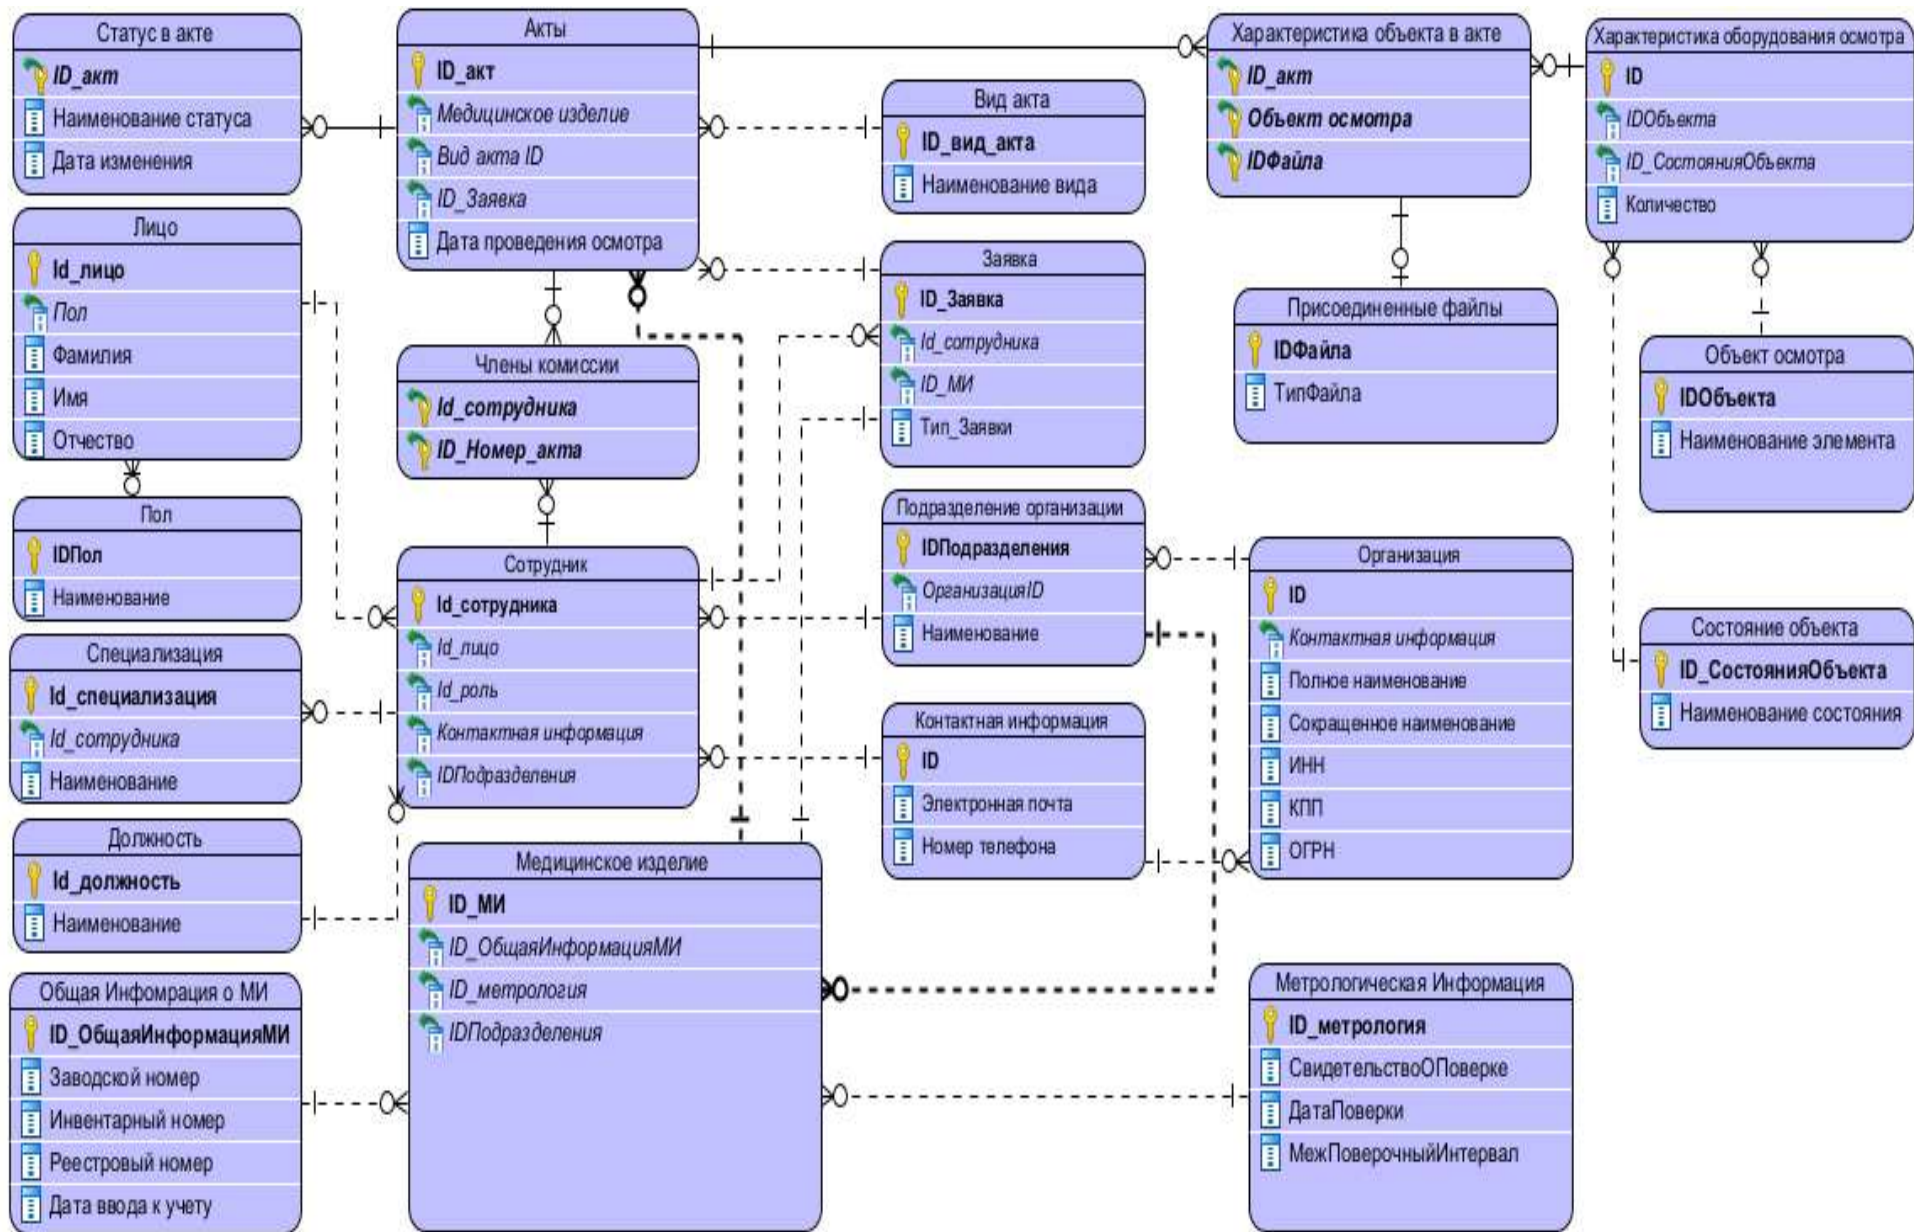 Статус в акте
ID_акт
Наименование статуса
Дата изменения
Акты
ID_акт
Медицинское изделие
Вид акта ID
ID_Заявка
Дата проведения осмотра
Вид акта
ID_вид_акта
Наименование вида
Характеристика объекта в акте
ID_акт
Объект осмотра
IDФайла
Характеристика оборудования осмотра
ID
IDОбъекта
ID_СостоянияОбъекта
Количество
Лицо
Id_лицо
Пол
Фамилия
Имя
Отчество
Заявка
ID_Заявка
Id_сотрудника
ID_МИ
Тип_Заявки
Присоединенные файлы
IDФайла
ТипФайла
Объект осмотра
IDОбъекта
Наименование элемента
Члены комиссии
Id_сотрудника
ID_Номер_акта
Пол
IDПол
Наименование
Сотрудник
Id_сотрудника
Id_лицо
Id_роль
Контактная информация
IDПодразделения
Подразделение организации
IDПодразделения
ОрганизацияID
Наименование
Организация
ID
Контактная информация
Полное наименование
Сокращенное наименование
ИНН
КПП
ОГРН
Состояние объекта
ID_СостоянияОбъекта
Наименование состояния
Специализация
Id_специализация
Id_сотрудника
Наименование
Контактная информация
ID
Электронная почта
Номер телефона
Должность
Id_должность
Наименование
Медицинское изделие
ID_МИ
ID_ОбщаяИнформацияМИ
ID_метрология
IDПодразделения
Общая Инфомрация о МИ
ID_ОбщаяИнформацияМИ
Заводской номер
Инвентарный номер
Реестровый номер
Дата ввода к учету
Метрологическая Информация
ID_метрология
СвидетельствоОПоверке
ДатаПоверки
МежПоверочныйИнтервал